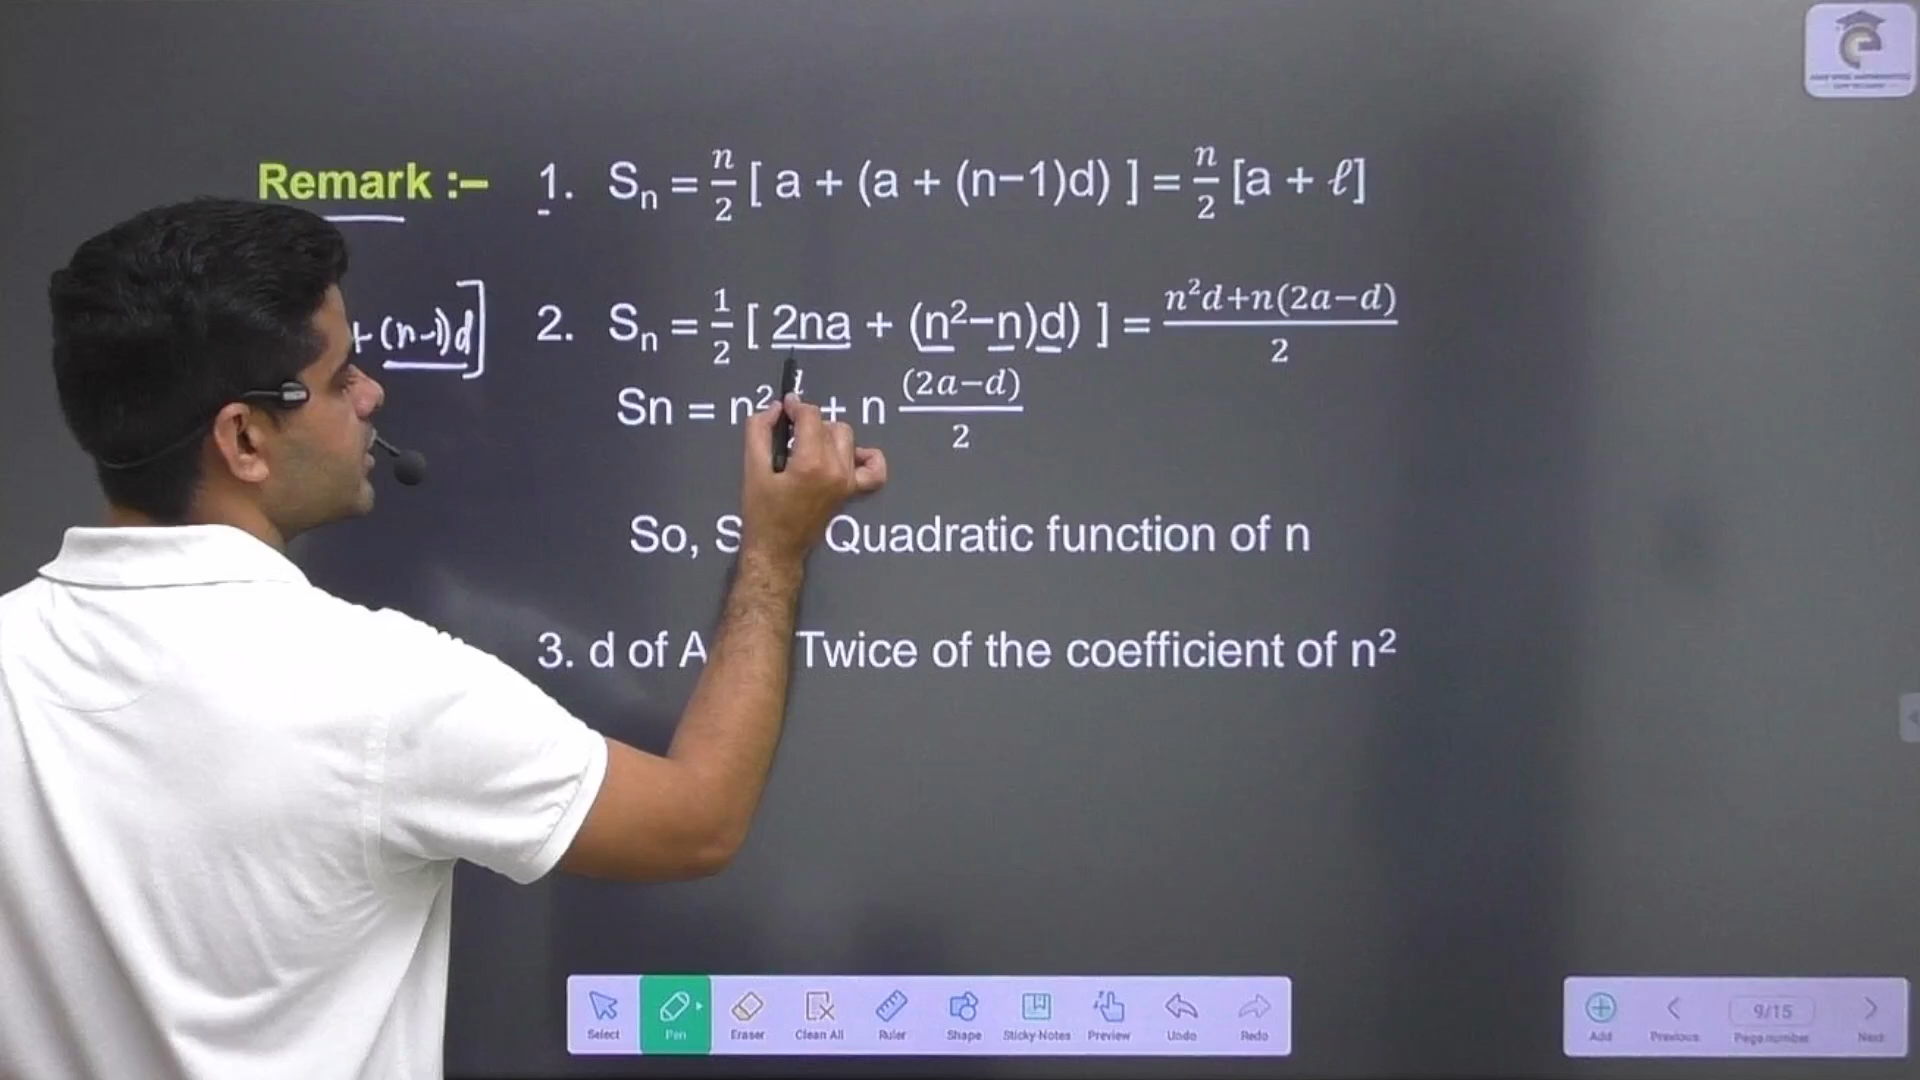 Remark :– 1. Sₙ = n/2 [ a + (a + (n−1)d) ] = n/2 [a + ℓ]
+ (n-1)d]
2. Sₙ = 1/2 [ 2na + (n²−n)d) ] = n²d+n(2a−d)/2
Sn = n² + n (2a−d)/2
So, S Quadratic function of n
3. d of A Twice of the coefficient of n²
Select Pen Eraser Clean All Ruler Shape Sticky Notes Preview Undo Redo
Add Previous 9/15 Page number Next